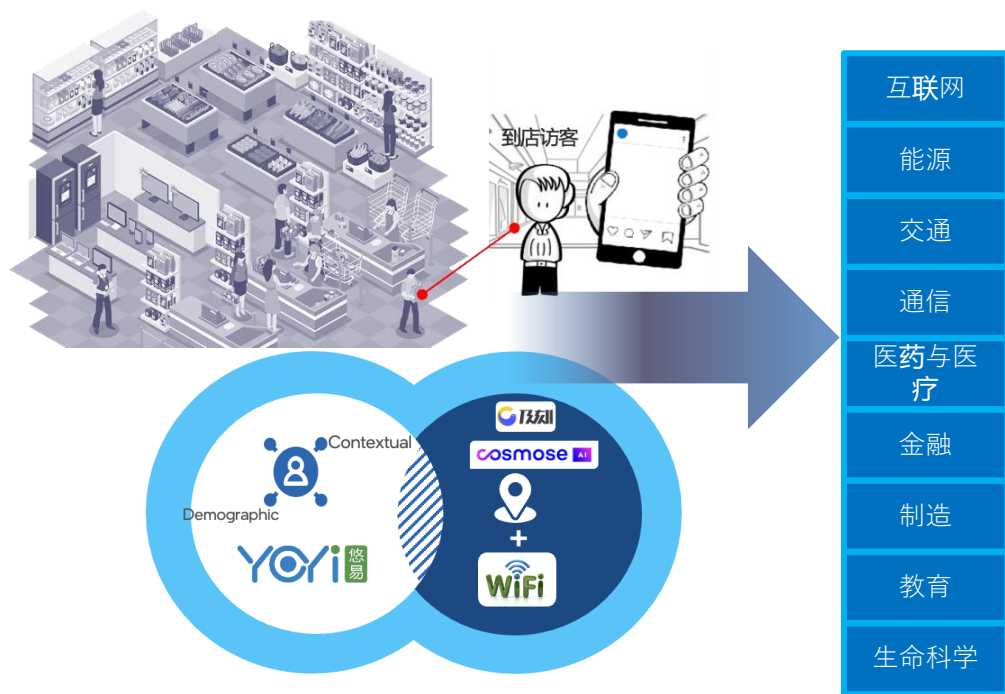 到店访客
互联网
能源
交通
通信
医药与医
疗
金融
制造
教育
生命科学
Contextual
Demographic
YOYi 悠易
及刻
cosmose AI
+
WiFi